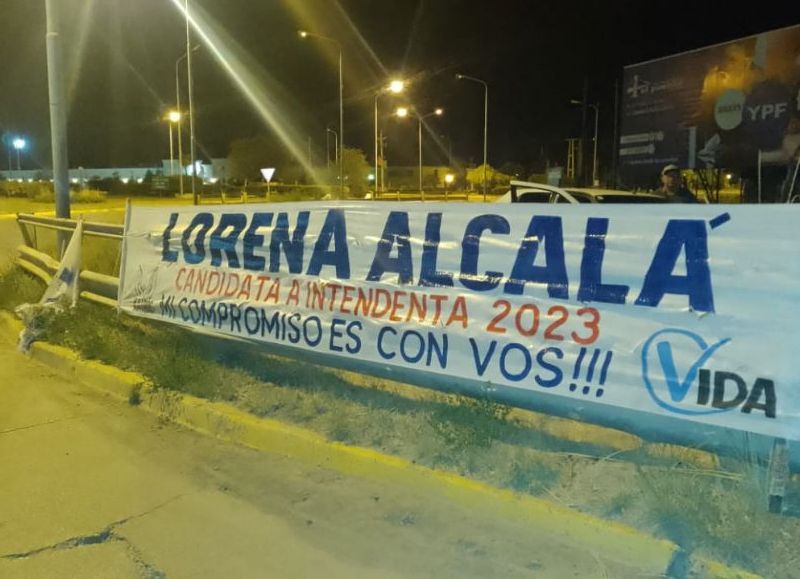 LORENA ALCALÁ
CANDIDATA A INTENDENTA 2023
MI COMPROMISO ES CON VOS!!!
VIDA
YPF